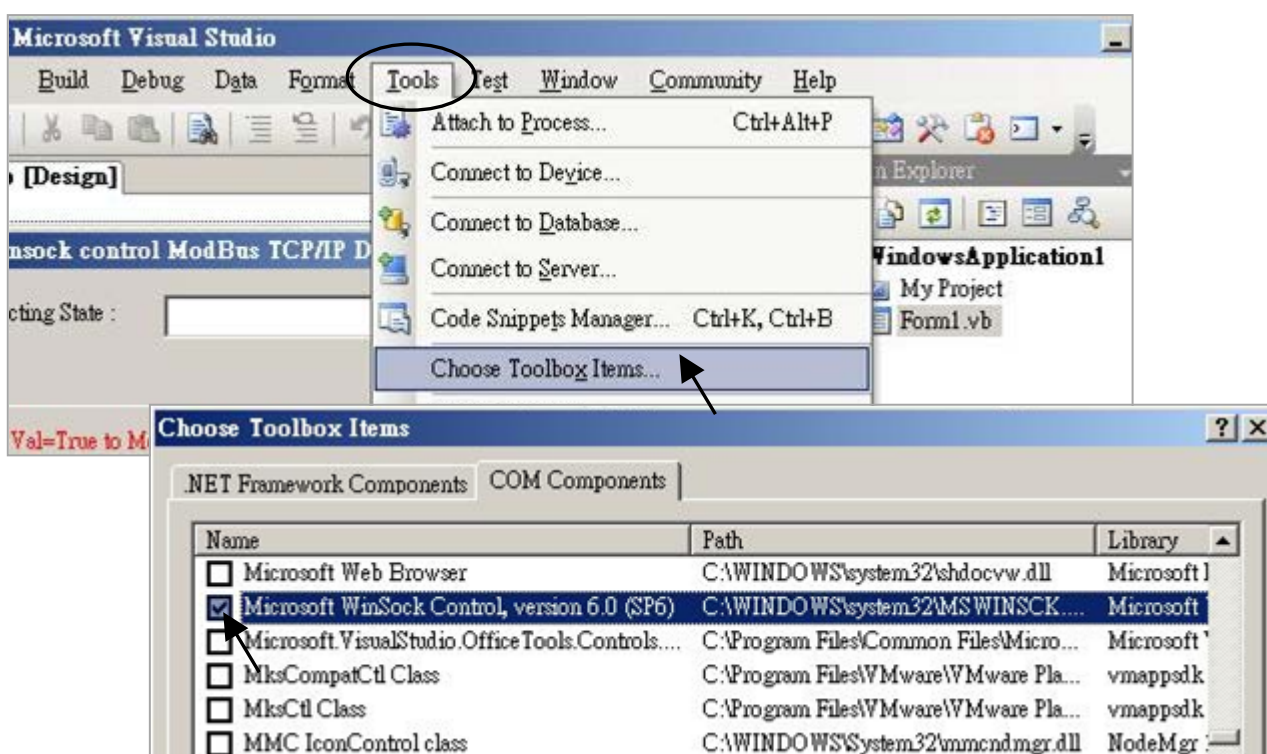 Microsoft Visual Studio
Build Debug Data Format Tools Test Window Community Help
Attach to Process... Ctrl+Alt+P
[Design]
n Explorer
Connect to Device...
Connect to Database...
nsock control ModBus TCP/IP D
WindowsApplication1
Connect to Server...
My Project
cting State :
Code Snippets Manager... Ctrl+K, Ctrl+B
Form1.vb
Choose Toolbox Items...
Val=True to M
Choose Toolbox Items
.NET Framework Components COM Components
Name Path Library
Microsoft Web Browser C:\WINDOWS\system32\shdocvw.dll Microsoft I
Microsoft WinSock Control, version 6.0 (SP6) C:\WINDOWS\system32\MSWINSCK.... Microsoft
Microsoft.VisualStudio.OfficeTools.Controls.... C:\Program Files\Common Files\Micro... Microsoft
MksCompatCtl Class C:\Program Files\VMware\VMware Pla... vmappsdk
MksCtl Class C:\Program Files\VMware\VMware Pla... vmappsdk
MMC IconControl class C:\WINDOWS\System32\mmcndmgr.dll NodeMgr